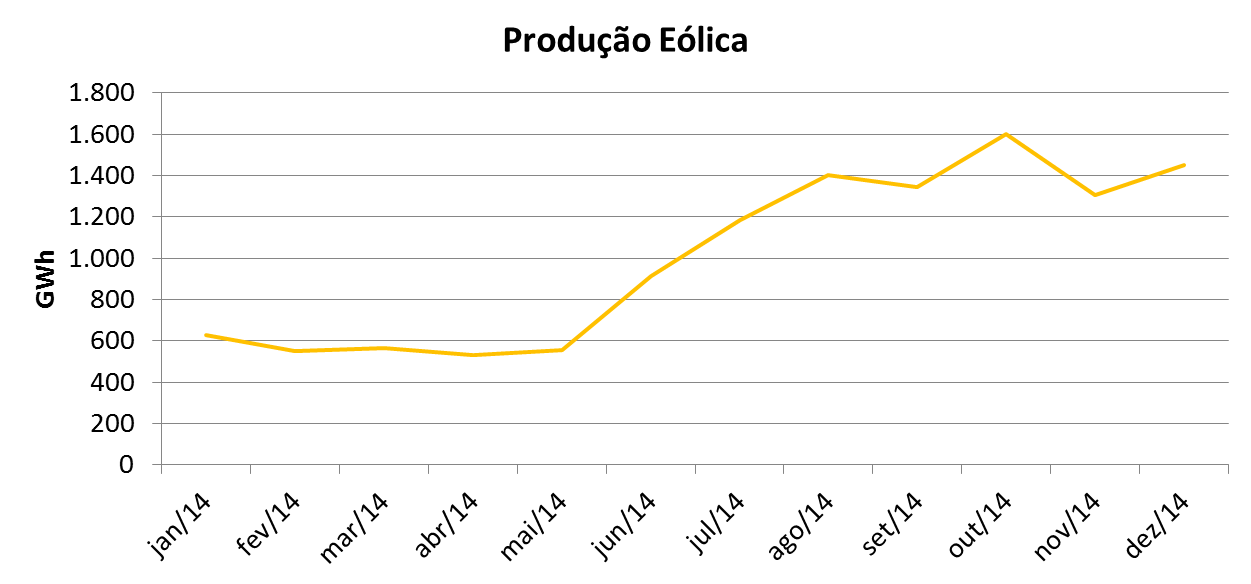 Produção Eólica
1.800
1.600
1.400
1.200
1.000
800
600
400
200
0
GWh
jan/14
fev/14
mar/14
abr/14
mai/14
jun/14
jul/14
ago/14
set/14
out/14
nov/14
dez/14